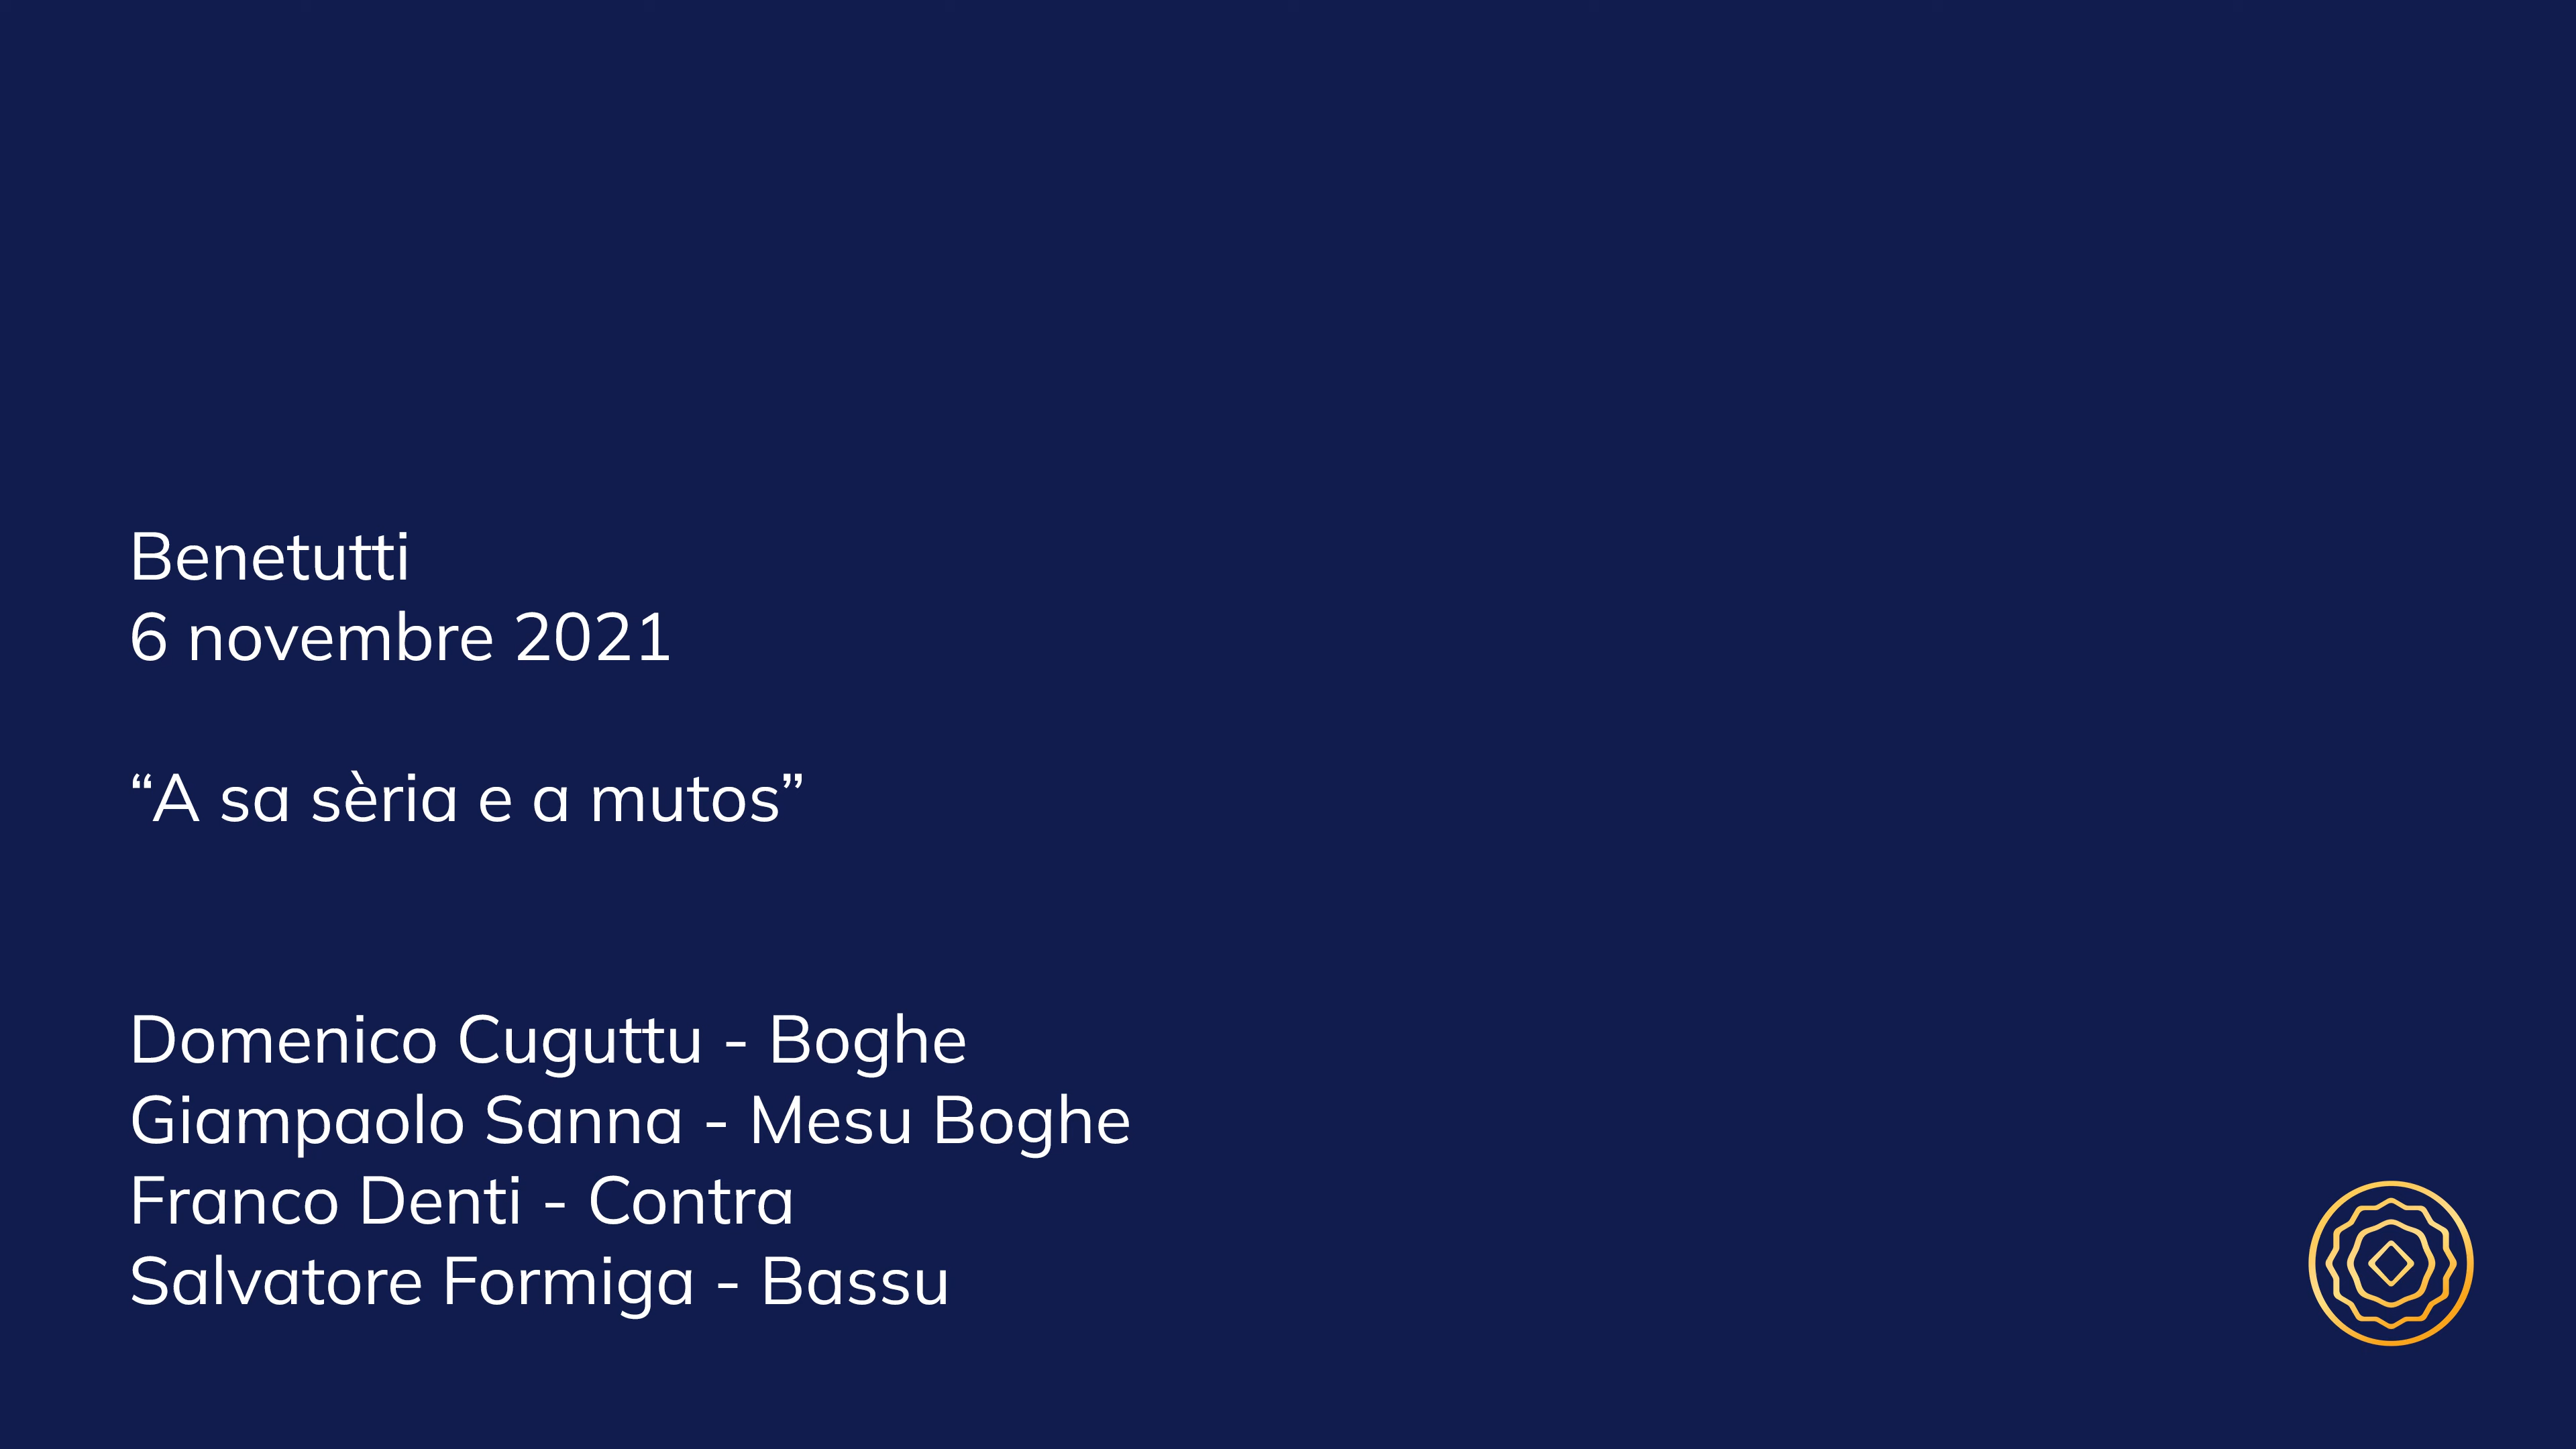 Benetutti
6 novembre 2021
“A sa sèria e a mutos”
Domenico Cuguttu - Boghe
Giampaolo Sanna - Mesu Boghe
Franco Denti - Contra
Salvatore Formiga - Bassu